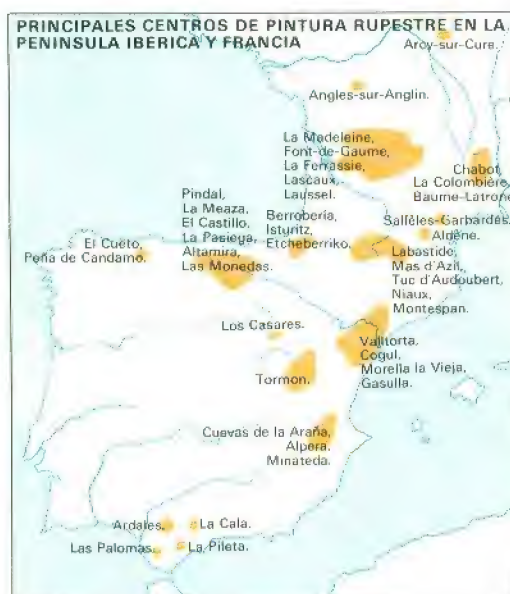 PRINCIPALES CENTROS DE PINTURA RUPESTRE EN LA
PENINSULA IBERICA Y FRANCIA
Arcy-sur-Cure.
Angles-sur-Anglin.
La Madeleine,
Font-de-Gaume,
La Ferrassie,
Lascaux,
Laussel.
Chabot,
La Colombière,
Baume-Latrone
Pindal,
La Meaza,
El Castillo,
La Pasiega,
Altamira,
Las Monedas.
Berroberia,
Isturitz,
Etcheberriko.
Sallèles-Garbardés.
Aldène.
El Cueto,
Peña de Candamo.
Labastide,
Mas d'Azil,
Tuc d'Audoubert,
Niaux,
Montespan.
Los Casares.
Valltorta,
Cogul,
Morella la Vieja,
Gasulla.
Tormon.
Cuevas de la Araña,
Alpera,
Minateda.
Ardales.
La Cala.
Las Palomas.
La Pileta.